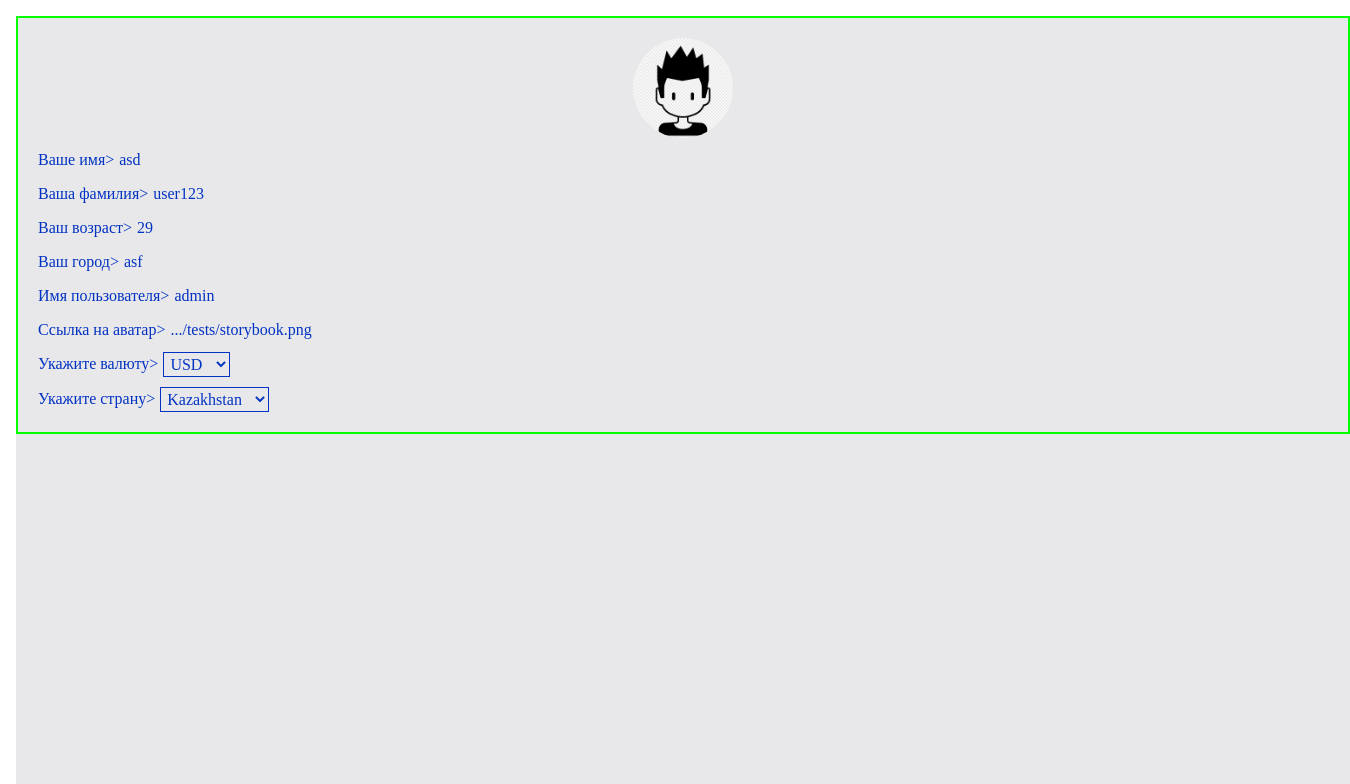 Ваше имя> asd
Ваша фамилия> user123
Ваш возраст> 29
Ваш город> asf
Имя пользователя> admin
Ссылка на аватар> .../tests/storybook.png
Укажите валюту> USD
Укажите страну> Kazakhstan